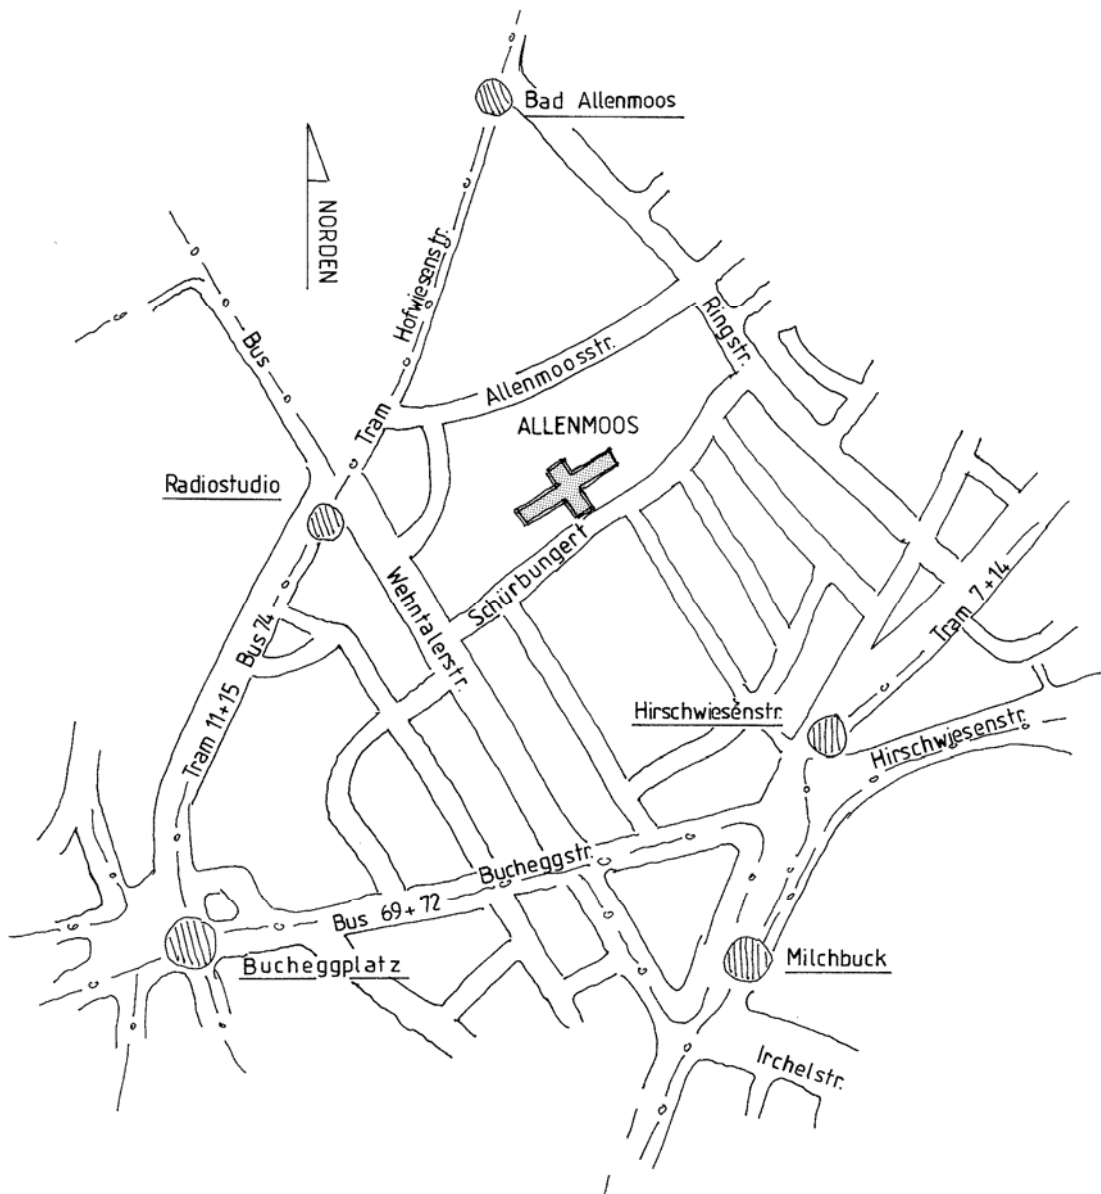 Bad Allenmoos
NORDEN
Hofwiesenstr.
Bus
Ringstr.
Allenmoosstr.
Tram
ALLENMOOS
Radiostudio
Schürbungert
Wehntalerstr.
Bus 74
Tram 11+15
Tram 7+14
Hirschwiesenstr.
Hirschwiesenstr.
Bucheggstr.
Bus 69+72
Bucheggplatz
Milchbuck
Irchelstr.